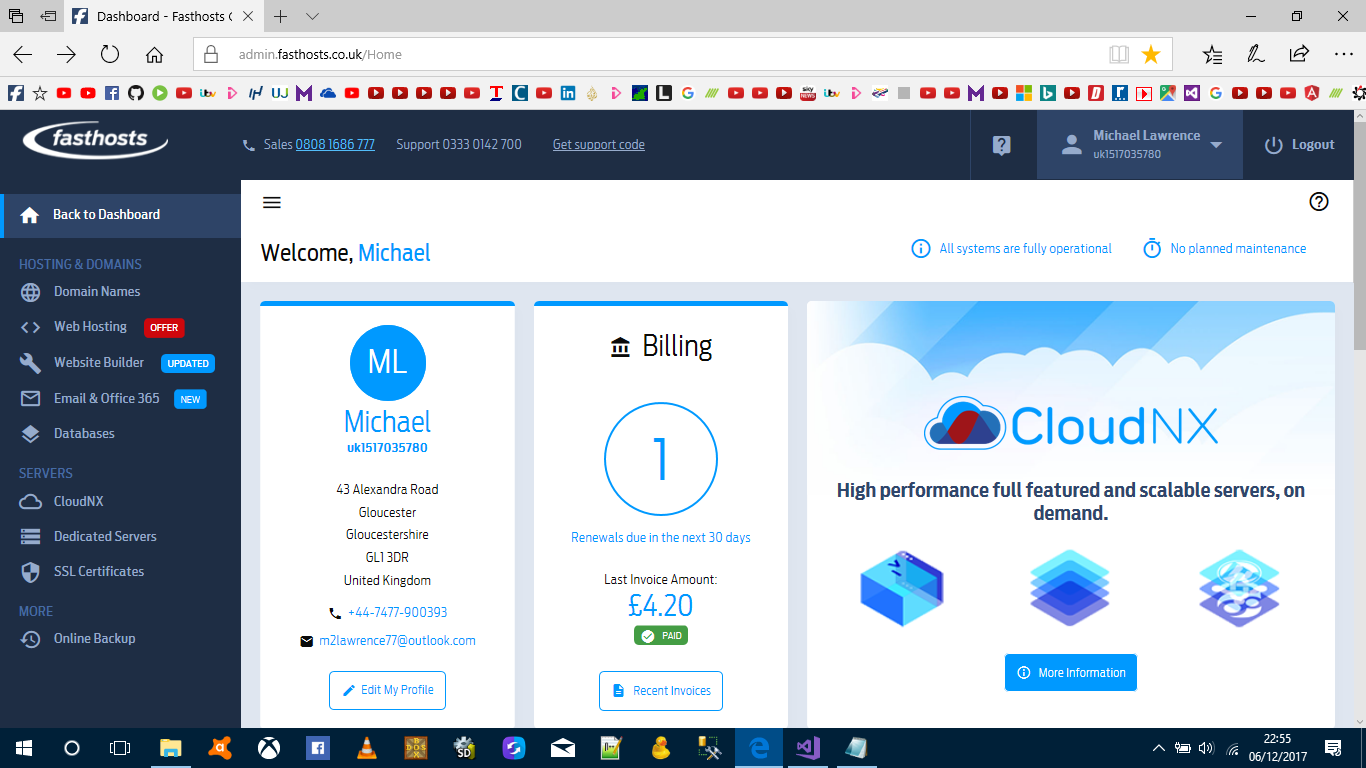 Dashboard - Fasthosts C
admin.fasthosts.co.uk/Home
fasthosts
Sales 0808 1686 777
Support 0333 0142 700
Get support code
Michael Lawrence
uk1517035780
Logout
Back to Dashboard
HOSTING & DOMAINS
Domain Names
Web Hosting OFFER
Website Builder UPDATED
Email & Office 365 NEW
Databases
SERVERS
CloudNX
Dedicated Servers
SSL Certificates
MORE
Online Backup
Welcome, Michael
All systems are fully operational
No planned maintenance
ML
Michael
uk1517035780
43 Alexandra Road
Gloucester
Gloucestershire
GL1 3DR
United Kingdom
+44-7477-900393
m2lawrence77@outlook.com
Edit My Profile
Billing
1
Renewals due in the next 30 days
Last Invoice Amount:
£4.20
PAID
Recent Invoices
CloudNX
High performance full featured and scalable servers, on
demand.
More Information
22:55
06/12/2017